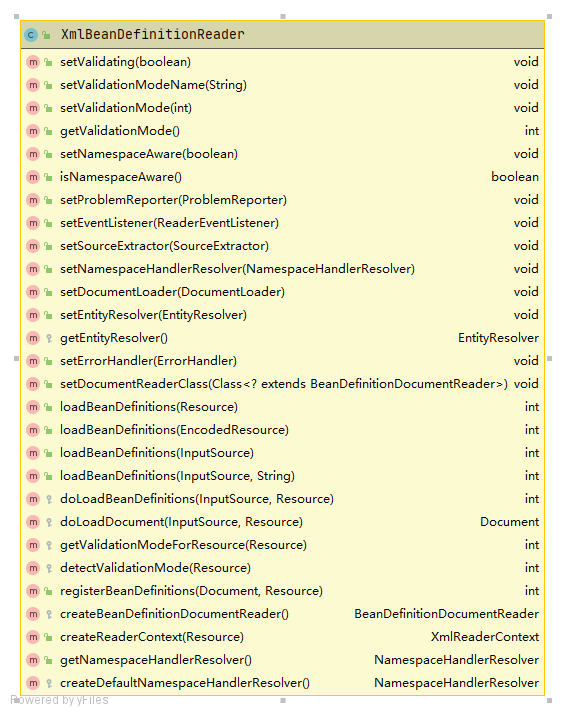 XmlBeanDefinitionReader
setValidating(boolean) void
setValidationModeName(String) void
setValidationMode(int) void
getValidationMode() int
setNamespaceAware(boolean) void
isNamespaceAware() boolean
setProblemReporter(ProblemReporter) void
setEventListener(ReaderEventListener) void
setSourceExtractor(SourceExtractor) void
setNamespaceHandlerResolver(NamespaceHandlerResolver) void
setDocumentLoader(DocumentLoader) void
setEntityResolver(EntityResolver) void
getEntityResolver() EntityResolver
setErrorHandler(ErrorHandler) void
setDocumentReaderClass(Class<? extends BeanDefinitionDocumentReader>) void
loadBeanDefinitions(Resource) int
loadBeanDefinitions(EncodedResource) int
loadBeanDefinitions(InputSource) int
loadBeanDefinitions(InputSource, String) int
doLoadBeanDefinitions(InputSource, Resource) int
doLoadDocument(InputSource, Resource) Document
getValidationModeForResource(Resource) int
detectValidationMode(Resource) int
registerBeanDefinitions(Document, Resource) int
createBeanDefinitionDocumentReader() BeanDefinitionDocumentReader
createReaderContext(Resource) XmlReaderContext
getNamespaceHandlerResolver() NamespaceHandlerResolver
createDefaultNamespaceHandlerResolver() NamespaceHandlerResolver
Powered by yFiles